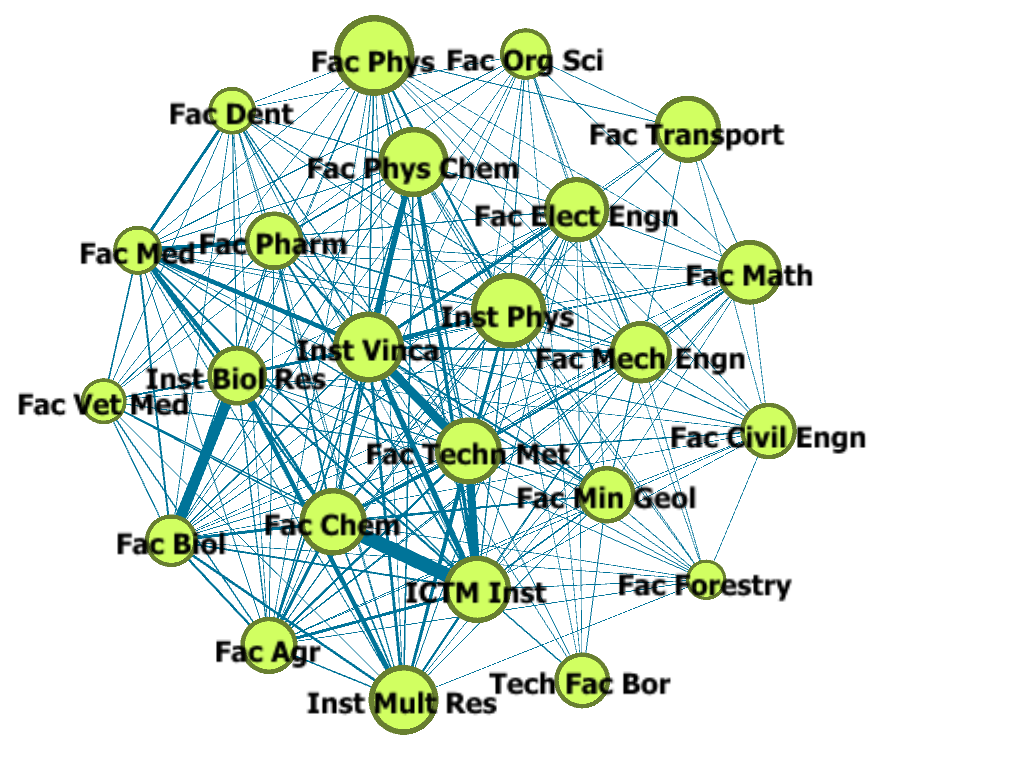 Fac Phys
Fac Org Sci
Fac Dent
Fac Transport
Fac Phys Chem
Fac Elect Engn
Fac Med
Fac Pharm
Fac Math
Inst Phys
Inst Vinca
Fac Mech Engn
Inst Biol Res
Fac Vet Med
Fac Civil Engn
Fac Techn Met
Fac Min Geol
Fac Chem
Fac Biol
ICTM Inst
Fac Forestry
Fac Agr
Tech Fac Bor
Inst Mult Res